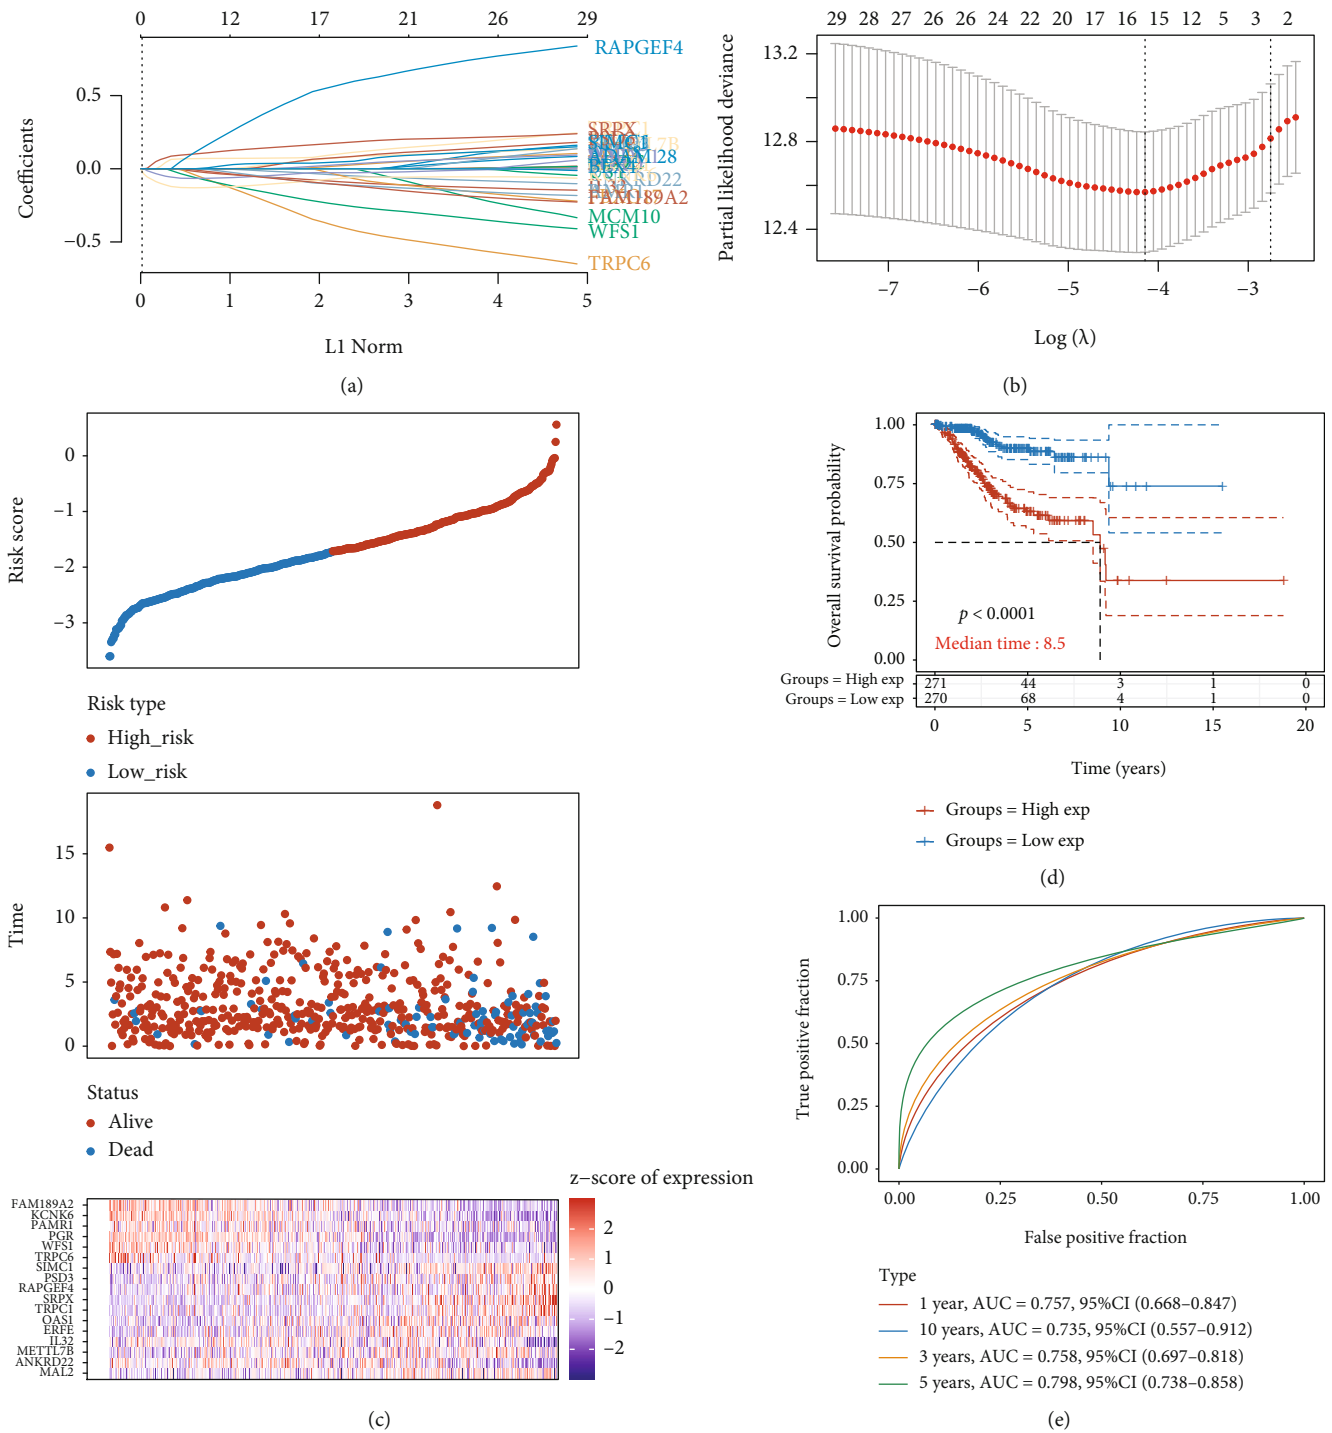 0 12 17 21 26 29
Coefficients
0.5
0.0
−0.5
RAPGEF4
SRPX
SIMC1
ADAM28
ANKRD22
FAM189A2
MCM10
WFS1
TRPC6
0 1 2 3 4 5
L1 Norm
(a)
29 28 27 26 26 24 22 20 17 16 15 12 5 3 2
Partial likelihood deviance
13.2
12.8
12.4
−7 −6 −5 −4 −3
Log (λ)
(b)
Risk score
0
−1
−2
−3
Risk type
High_risk
Low_risk
Time
15
10
5
0
Status
Alive
Dead
z−score of expression
FAM189A2
KCNK6
PAMR1
PGR
WFS1
TRPC6
SIMC1
PSD3
RAPGEF4
SRPX
TRPC1
OAS1
ERFE
IL32
METTL7B
ANKRD22
MAL2
2
1
0
−1
−2
(c)
Overall survival probability
1.00
0.75
0.50
0.25
0.00
p < 0.0001
Median time : 8.5
Groups = High exp 271 44 3 1 0
Groups = Low exp 270 68 4 1 0
0 5 10 15 20
Time (years)
Groups = High exp
Groups = Low exp
(d)
True positive fraction
1.00
0.75
0.50
0.25
0.00
0.00 0.25 0.50 0.75 1.00
False positive fraction
Type
1 year, AUC = 0.757, 95%CI (0.668–0.847)
10 years, AUC = 0.735, 95%CI (0.557–0.912)
3 years, AUC = 0.758, 95%CI (0.697–0.818)
5 years, AUC = 0.798, 95%CI (0.738–0.858)
(e)